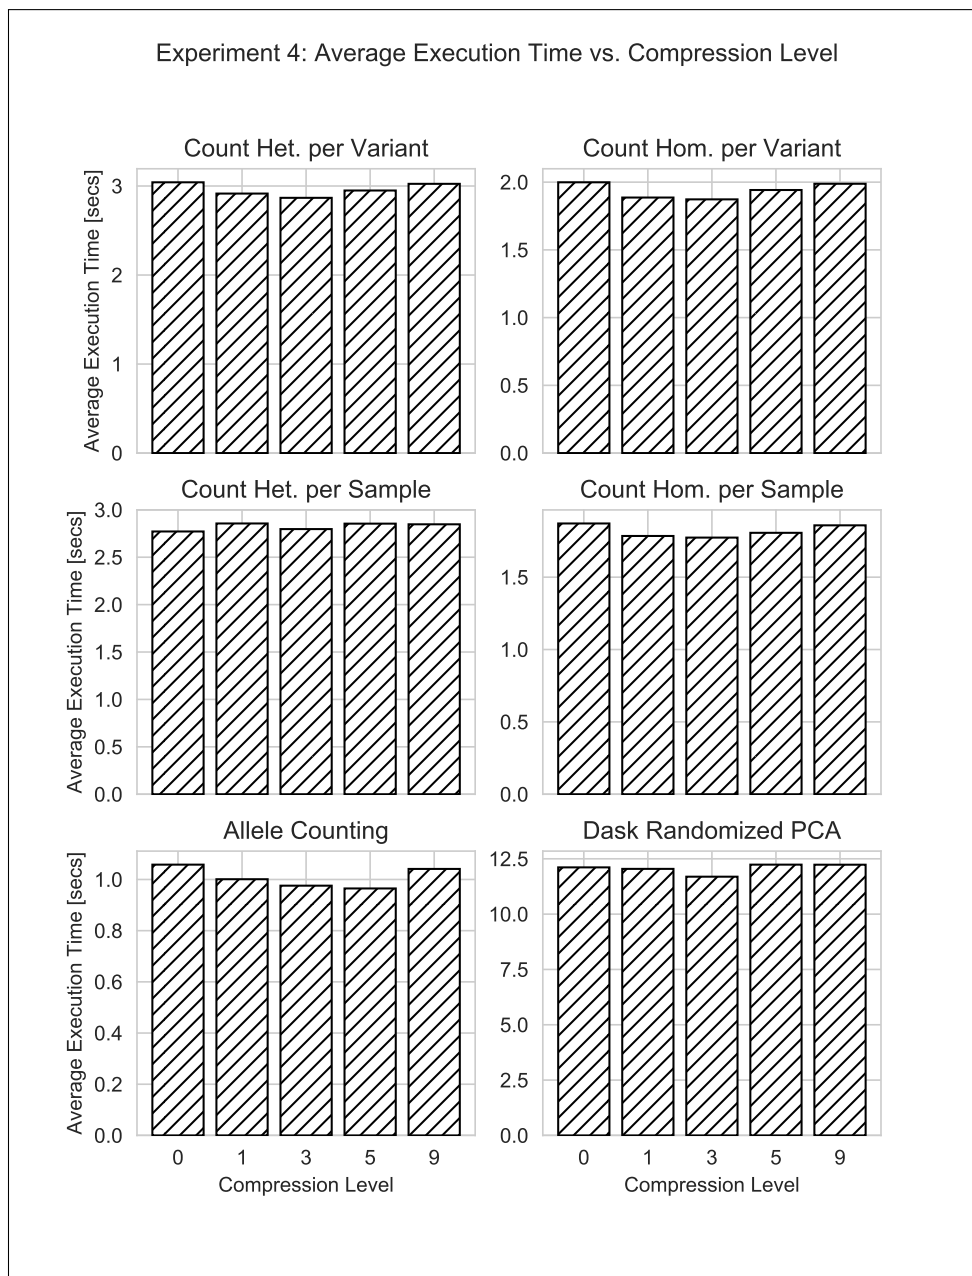 Experiment 4: Average Execution Time vs. Compression Level
Count Het. per Variant
Average Execution Time [secs]
3
2
1
0
Count Hom. per Variant
2.0
1.5
1.0
0.5
0.0
Count Het. per Sample
Average Execution Time [secs]
3.0
2.5
2.0
1.5
1.0
0.5
0.0
Count Hom. per Sample
1.5
1.0
0.5
0.0
Allele Counting
Average Execution Time [secs]
1.0
0.8
0.6
0.4
0.2
0.0
0 1 3 5 9
Compression Level
Dask Randomized PCA
12.5
10.0
7.5
5.0
2.5
0.0
0 1 3 5 9
Compression Level